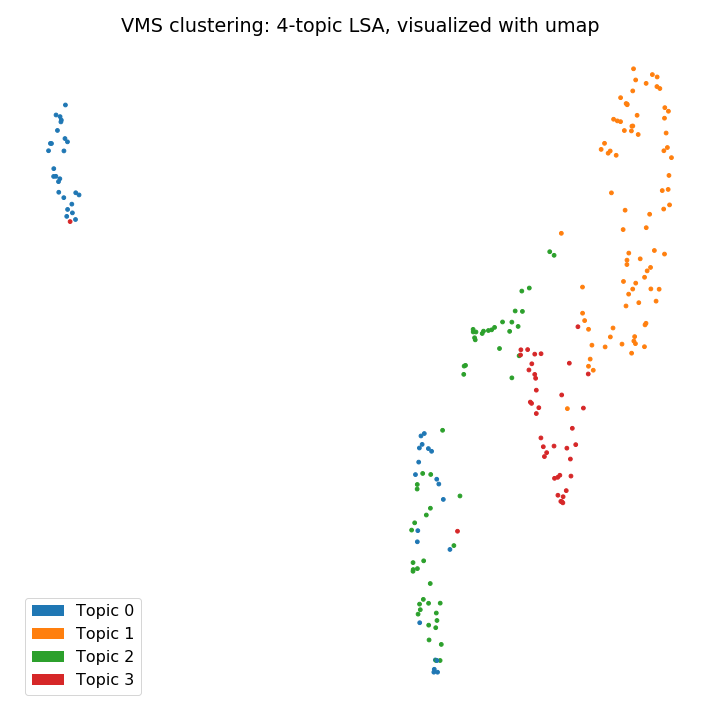 VMS clustering: 4-topic LSA, visualized with umap
Topic 0
Topic 1
Topic 2
Topic 3